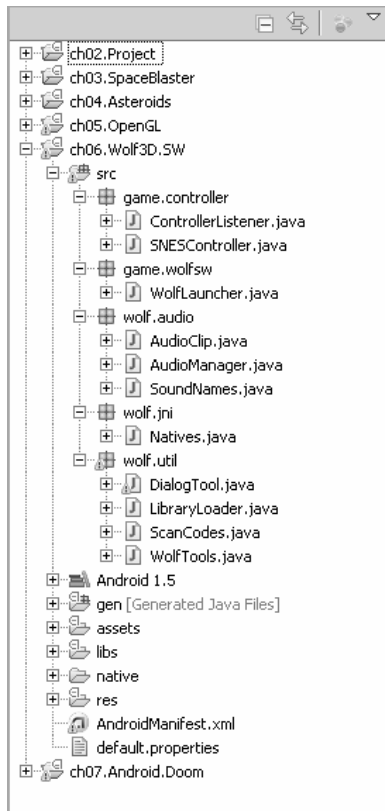 ch02.Project
ch03.SpaceBlaster
ch04.Asteroids
ch05.OpenGL
ch06.Wolf3D.SW
src
game.controller
ControllerListener.java
SNESController.java
game.wolfsw
WolfLauncher.java
wolf.audio
AudioClip.java
AudioManager.java
SoundNames.java
wolf.jni
Natives.java
wolf.util
DialogTool.java
LibraryLoader.java
ScanCodes.java
WolfTools.java
Android 1.5
gen [Generated Java Files]
assets
libs
native
res
AndroidManifest.xml
default.properties
ch07.Android.Doom